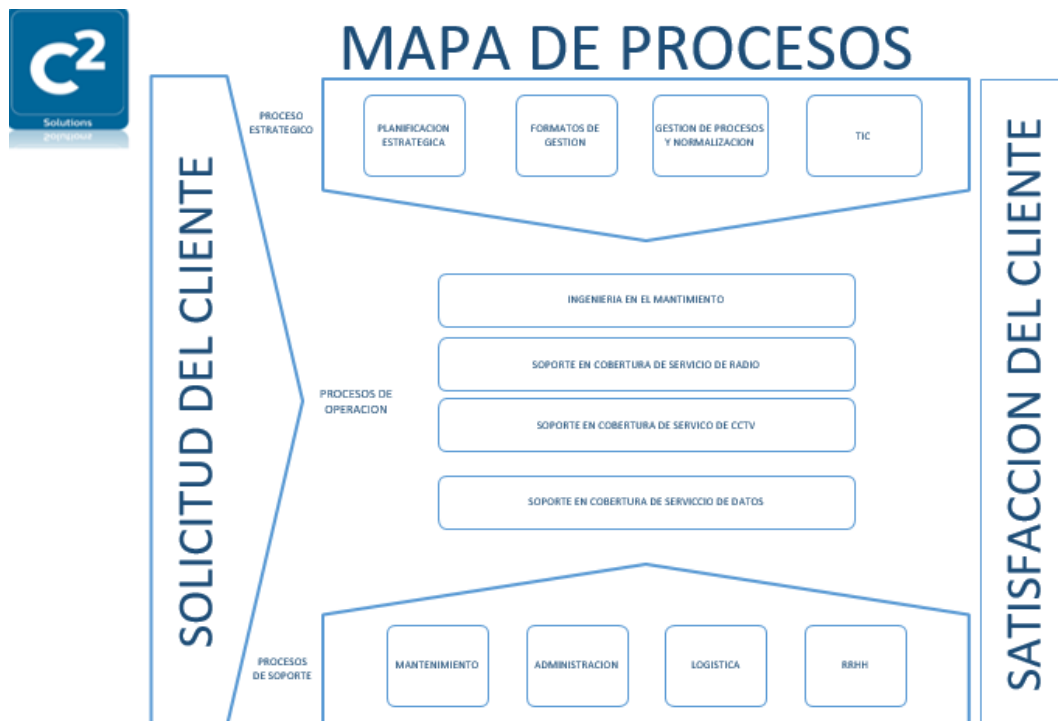 C2
Solutions
MAPA DE PROCESOS
SOLICITUD DEL CLIENTE
PROCESO
ESTRATEGICO
PLANIFICACION
ESTRATEGICA
FORMATOS DE
GESTION
GESTION DE PROCESOS
Y NORMALIZACION
TIC
PROCESOS DE
OPERACION
INGENIERIA EN EL MANTIMIENTO
SOPORTE EN COBERTURA DE SERVICIO DE RADIO
SOPORTE EN COBERTURA DE SERVICO DE CCTV
SOPORTE EN COBERTURA DE SERVICCIO DE DATOS
PROCESOS
DE SOPORTE
MANTENIMIENTO
ADMINISTRACION
LOGISTICA
RRHH
SATISFACCION DEL CLIENTE